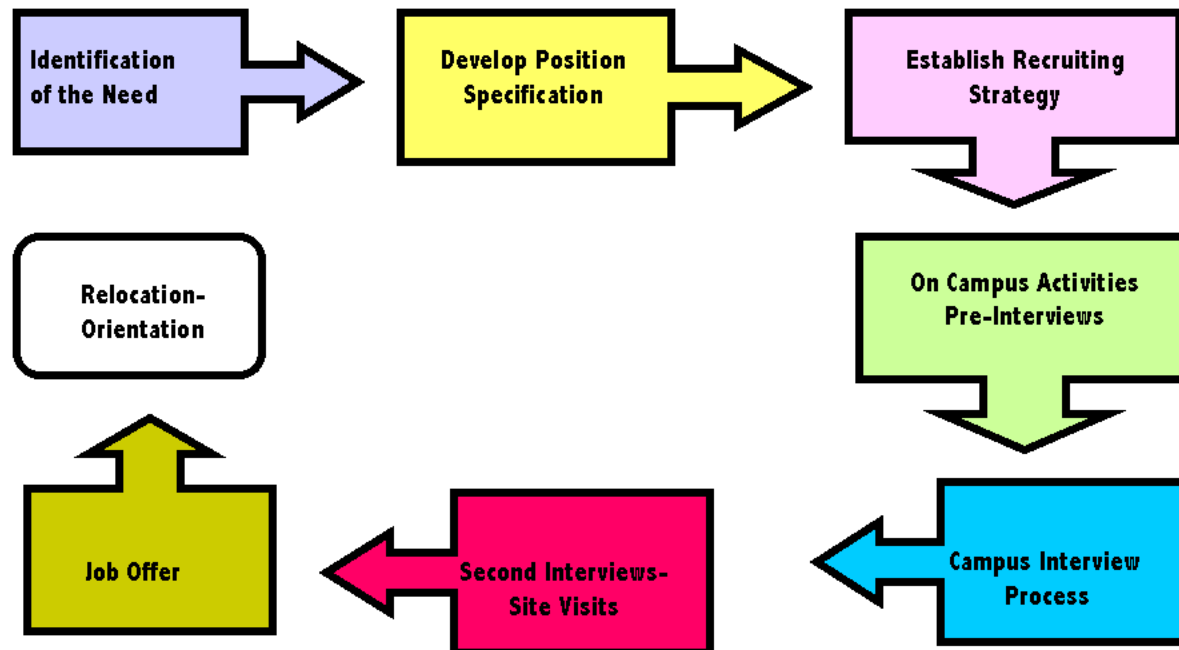 Identification
of the Need
Develop Position
Specification
Establish Recruiting
Strategy
On Campus Activities
Pre-Interviews
Campus Interview
Process
Second Interviews-
Site Visits
Job Offer
Relocation-
Orientation